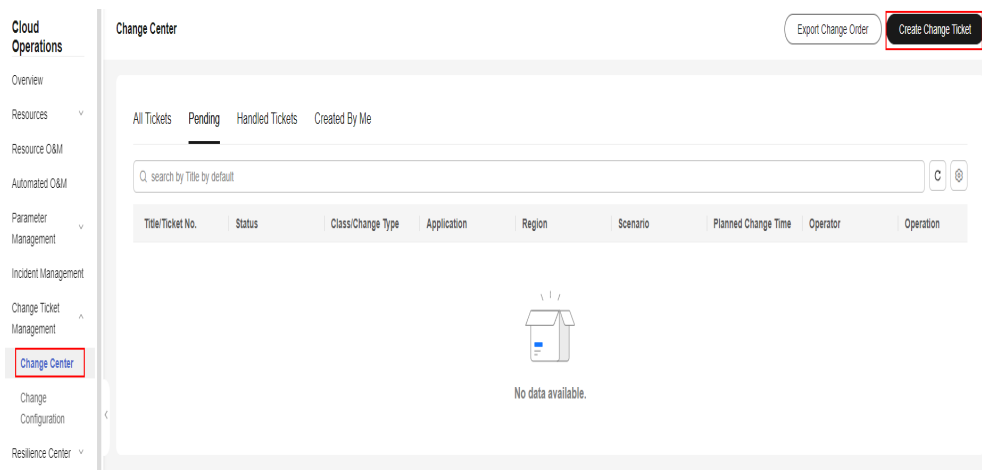 Cloud
Operations
Overview
Resources
Resource O&M
Automated O&M
Parameter
Management
Incident Management
Change Ticket
Management
Change Center
Change
Configuration
Resilience Center
Change Center
Export Change Order
Create Change Ticket
All Tickets Pending Handled Tickets Created By Me
search by Title by default
Title/Ticket No. Status Class/Change Type Application Region Scenario Planned Change Time Operator Operation
No data available.